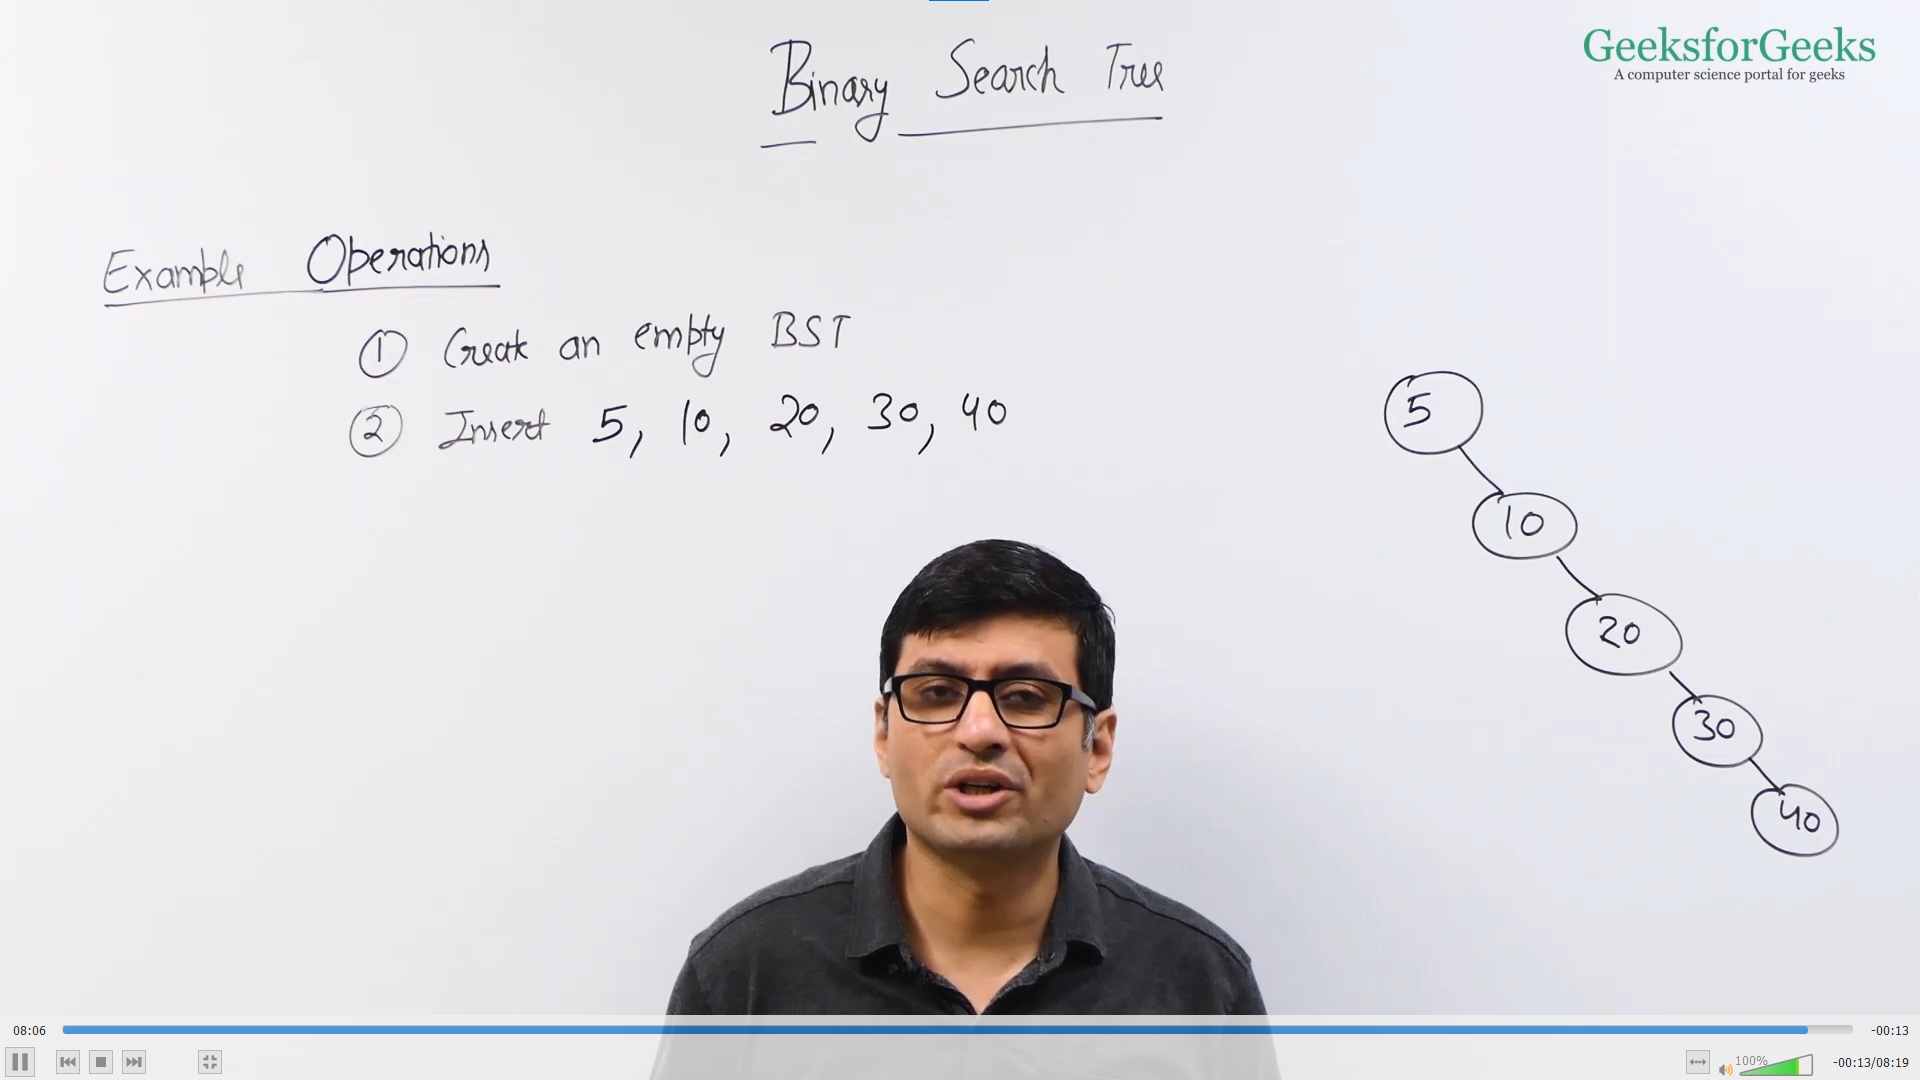 Binary Search Tree
GeeksforGeeks
A computer science portal for geeks
Example Operations
① Create an empty BST
② Insert 5, 10, 20, 30, 40
5
10
20
30
40
08:06
-00:13
100%
-00:13/08:19